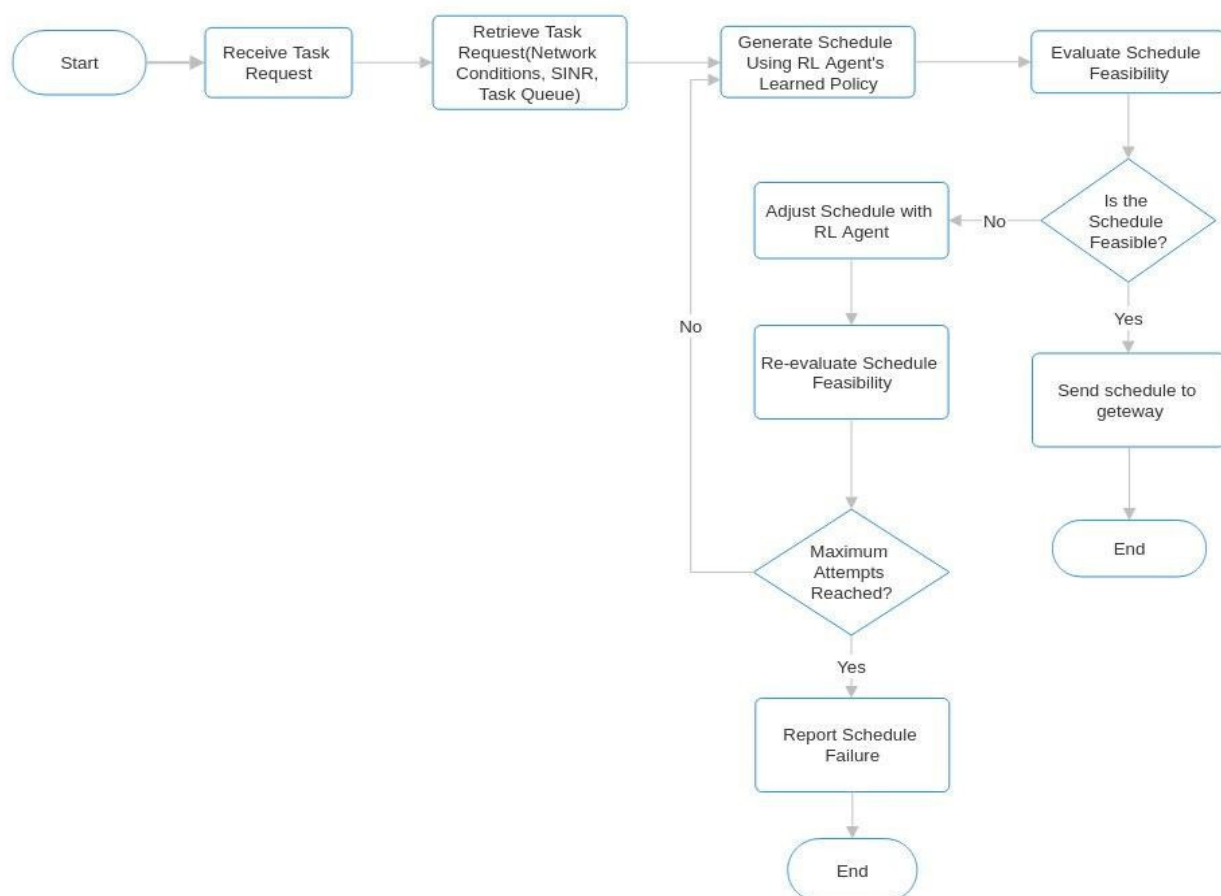 Start
Receive Task
Request
Retrieve Task
Request(Network
Conditions, SINR,
Task Queue)
Generate Schedule
Using RL Agent's
Learned Policy
Evaluate Schedule
Feasibility
Is the
Schedule
Feasible?
No
Adjust Schedule with
RL Agent
Re-evaluate Schedule
Feasibility
Yes
Send schedule to
geteway
End
Maximum
Attempts
Reached?
No
Yes
Report Schedule
Failure
End